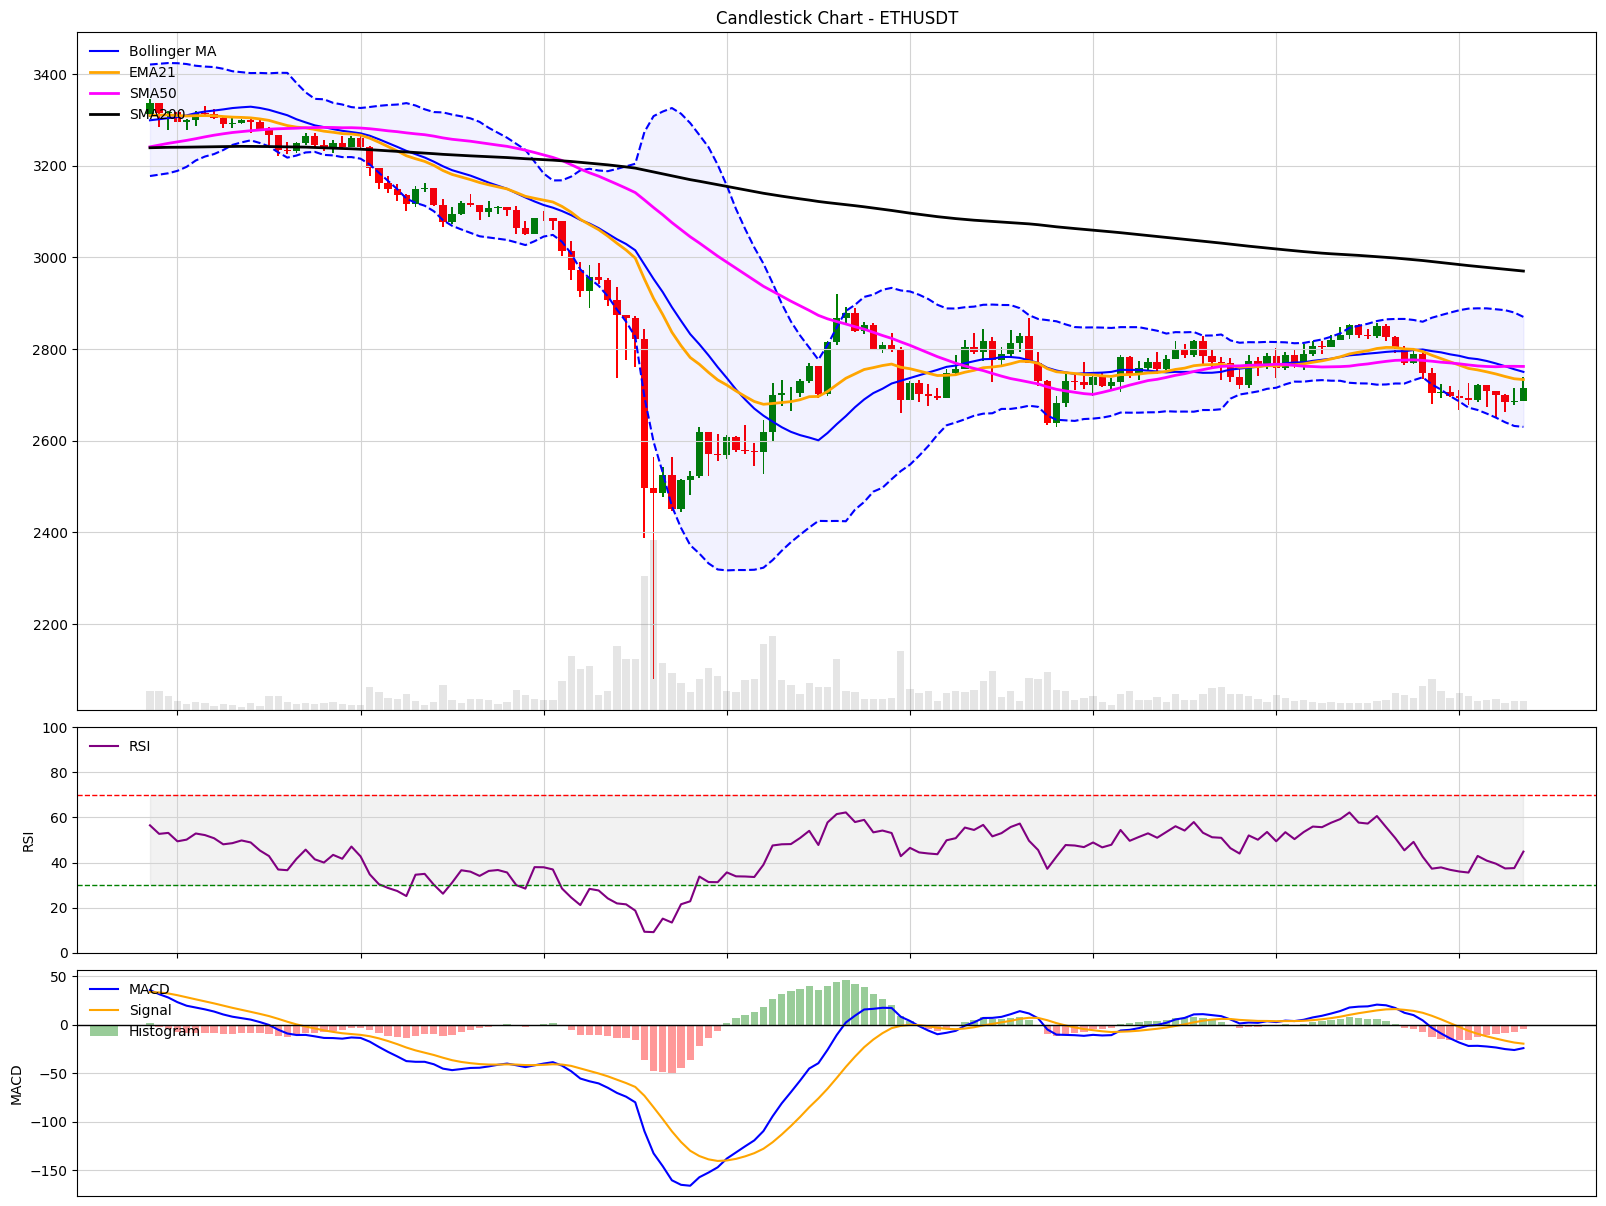 Candlestick Chart - ETHUSDT
Bollinger MA
EMA21
SMA50
SMA200
3400
3200
3000
2800
2600
2400
2200
RSI
RSI
100
80
60
40
20
0
MACD
Signal
Histogram
MACD
50
0
−50
−100
−150